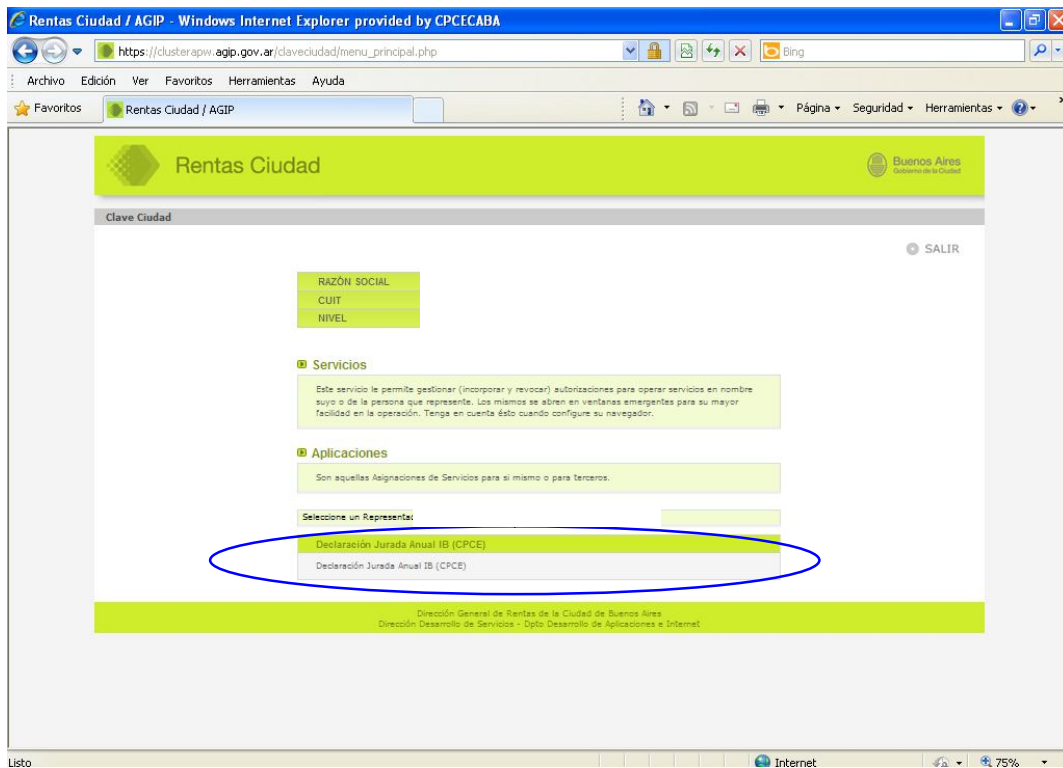 Rentas Ciudad / AGIP - Windows Internet Explorer provided by CPCECABA
https://clusterapw.agip.gov.ar/claveciudad/menu_principal.php
Bing
Archivo Edición Ver Favoritos Herramientas Ayuda
Favoritos Rentas Ciudad / AGIP Página Seguridad Herramientas
Rentas Ciudad
Buenos Aires
Gobierno de la Ciudad
Clave Ciudad
SALIR
RAZÓN SOCIAL
CUIT
NIVEL
Servicios
Este servicio le permite gestionar (incorporar y revocar) autorizaciones para operar servicios en nombre
suyo o de la persona que represente. Los mismos se abren en ventanas emergentes para su mayor
facilidad en la operación. Tenga en cuenta ésto cuando configure su navegador.
Aplicaciones
Son aquellas Asignaciones de Servicios para si mismo o para terceros.
Seleccione un Representac
Declaración Jurada Anual IB (CPCE)
Declaración Jurada Anual IB (CPCE)
Dirección General de Rentas de la Ciudad de Buenos Aires
Dirección Desarrollo de Servicios - Dpto Desarrollo de Aplicaciones e Internet
Listo Internet 75%